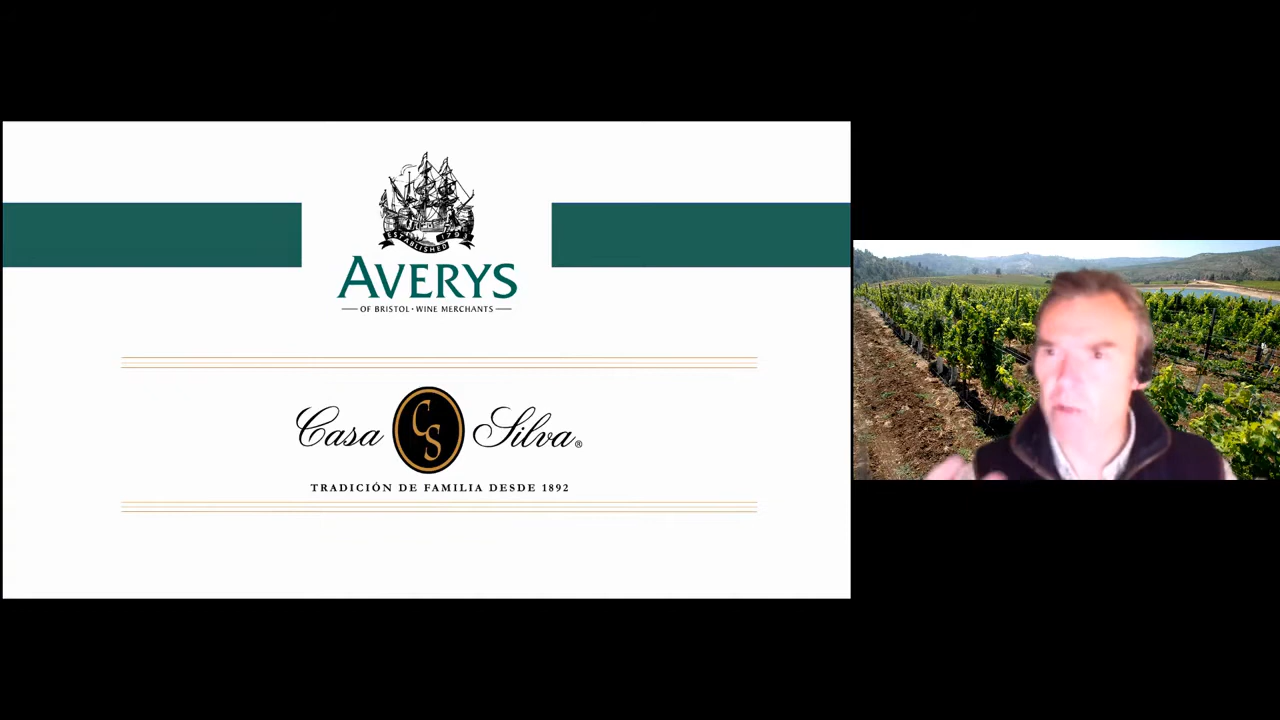 ESTABLISHED 1793
AVERYS
OF BRISTOL · WINE MERCHANTS
Casa CS Silva®
TRADICIÓN DE FAMILIA DESDE 1892